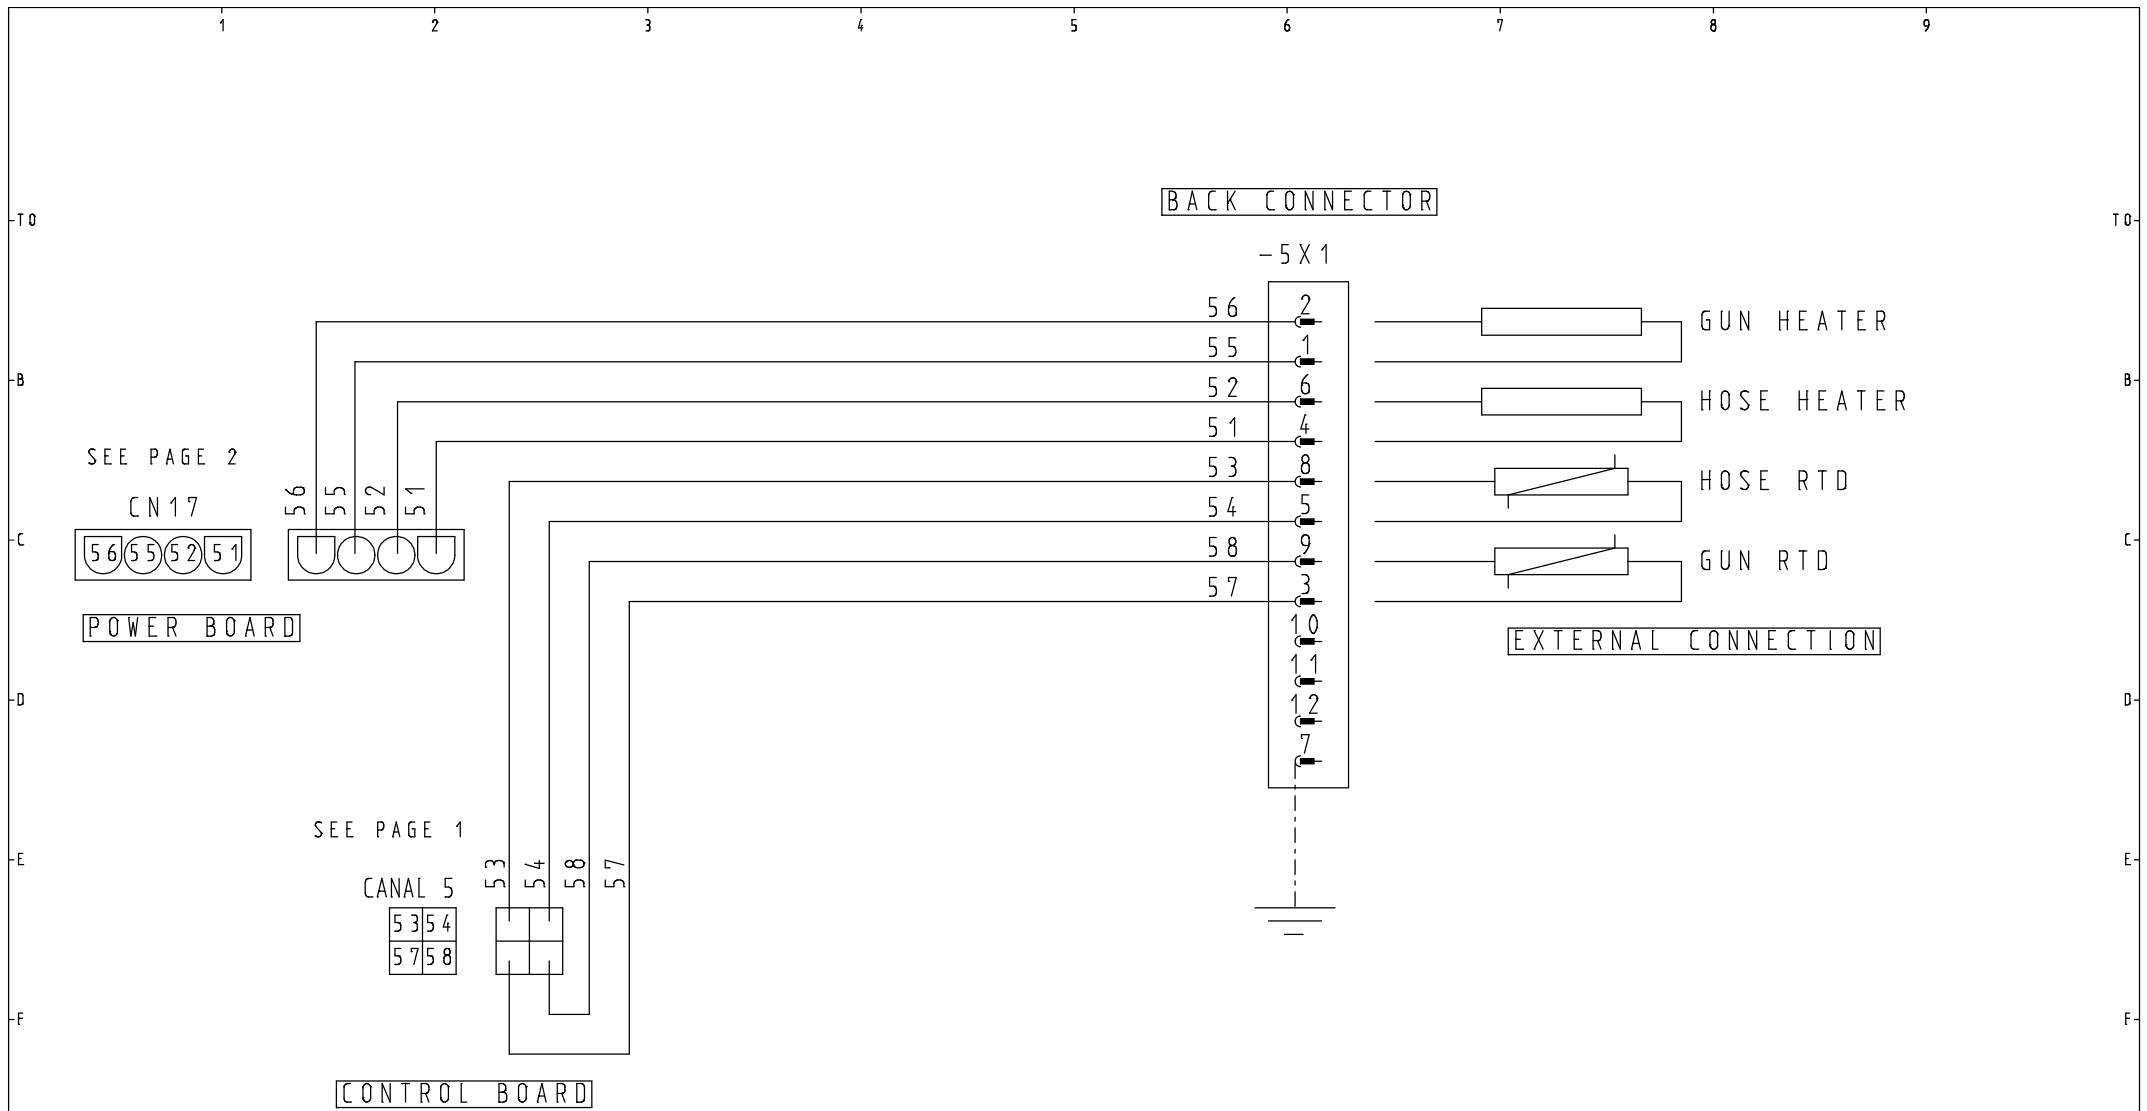 1 2 3 4 5 6 7 8 9
BACK CONNECTOR
T0 T0
-5X1
56 2
GUN HEATER
55 1
B B
52 6
HOSE HEATER
51 4
SEE PAGE 2
53 8
HOSE RTD
56 55 52 51
CN17
54 5
C C
56 55 52 51
58 9
GUN RTD
57 3
POWER BOARD
10
EXTERNAL CONNECTION
11
D D
12
7
SEE PAGE 1
E E
53 54 58 57
CANAL 5
53 54
57 58
F F
CONTROL BOARD